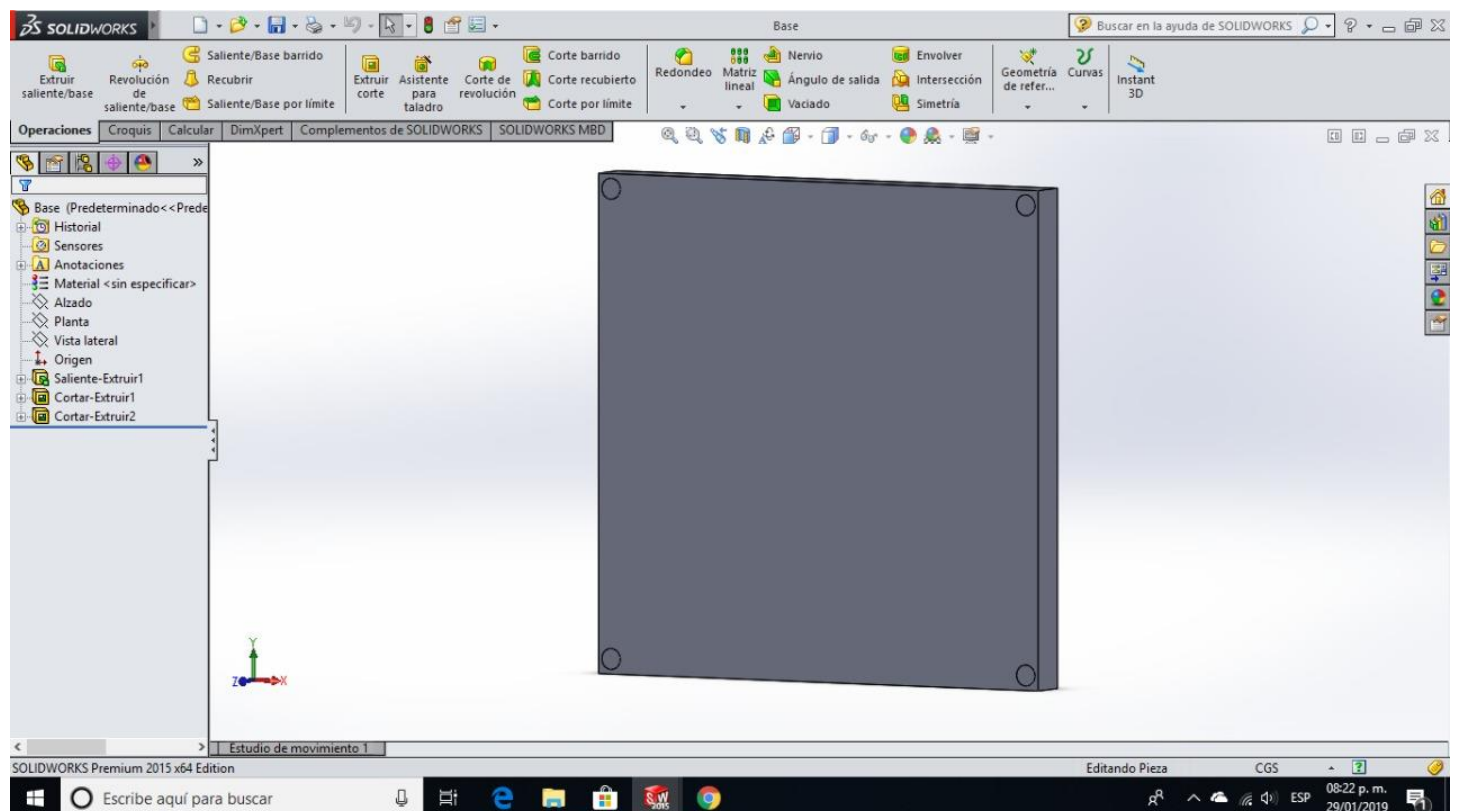 SOLIDWORKS
Base
Buscar en la ayuda de SOLIDWORKS
Extruir
saliente/base
Revolución
de
saliente/base
Saliente/Base barrido
Recubrir
Saliente/Base por límite
Extruir
corte
Asistente
para
taladro
Corte de
revolución
Corte barrido
Corte recubierto
Corte por límite
Redondeo
Matriz
lineal
Nervio
Ángulo de salida
Vaciado
Envolver
Intersección
Simetría
Geometría
de refer...
Curvas
Instant
3D
Operaciones
Croquis
Calcular
DimXpert
Complementos de SOLIDWORKS
SOLIDWORKS MBD
Base (Predeterminado<<Prede
Historial
Sensores
Anotaciones
Material <sin especificar>
Alzado
Planta
Vista lateral
Origen
Saliente-Extruir1
Cortar-Extruir1
Cortar-Extruir2
Y
Z X
Estudio de movimiento 1
SOLIDWORKS Premium 2015 x64 Edition
Editando Pieza
CGS
Escribe aquí para buscar
ESP
08:22 p. m.
29/01/2019